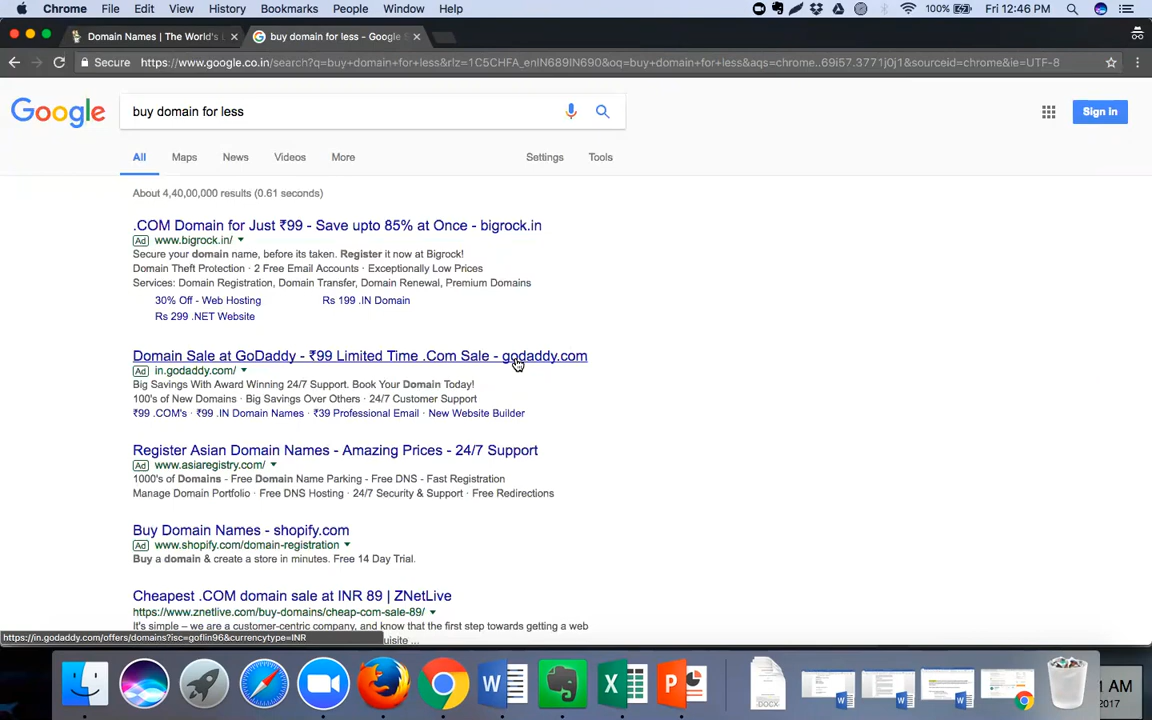 Chrome File Edit View History Bookmarks People Window Help 100% Fri 12:46 PM
Domain Names | The World's L buy domain for less - Google
Secure https://www.google.co.in/search?q=buy+domain+for+less&rlz=1C5CHFA_enIN689IN690&oq=buy+domain+for+less&aqs=chrome..69i57.3771j0j1&sourceid=chrome&ie=UTF-8
Google buy domain for less Sign in
All Maps News Videos More Settings Tools
About 4,40,00,000 results (0.61 seconds)
.COM Domain for Just ₹99 - Save upto 85% at Once - bigrock.in
Ad www.bigrock.in/
Secure your domain name, before its taken. Register it now at Bigrock!
Domain Theft Protection · 2 Free Email Accounts · Exceptionally Low Prices
Services: Domain Registration, Domain Transfer, Domain Renewal, Premium Domains
30% Off - Web Hosting Rs 199 .IN Domain
Rs 299 .NET Website
Domain Sale at GoDaddy - ₹99 Limited Time .Com Sale - godaddy.com
Ad in.godaddy.com/
Big Savings With Award Winning 24/7 Support. Book Your Domain Today!
100's of New Domains · Big Savings Over Others · 24/7 Customer Support
₹99 .COM's · ₹99 .IN Domain Names · ₹39 Professional Email · New Website Builder
Register Asian Domain Names - Amazing Prices - 24/7 Support
Ad www.asiaregistry.com/
1000's of Domains - Free Domain Name Parking - Free DNS - Fast Registration
Manage Domain Portfolio · Free DNS Hosting · 24/7 Security & Support · Free Redirections
Buy Domain Names - shopify.com
Ad www.shopify.com/domain-registration
Buy a domain & create a store in minutes. Free 14 Day Trial.
Cheapest .COM domain sale at INR 89 | ZNetLive
https://www.znetlive.com/buy-domains/cheap-com-sale-89/
It's simple – we are a customer-centric company, and know that the first step towards getting a web
https://in.godaddy.com/offers/domains?isc=goflin96&currencytype=INR quisite ...
W X P DOCX W W W
1 AM
2017